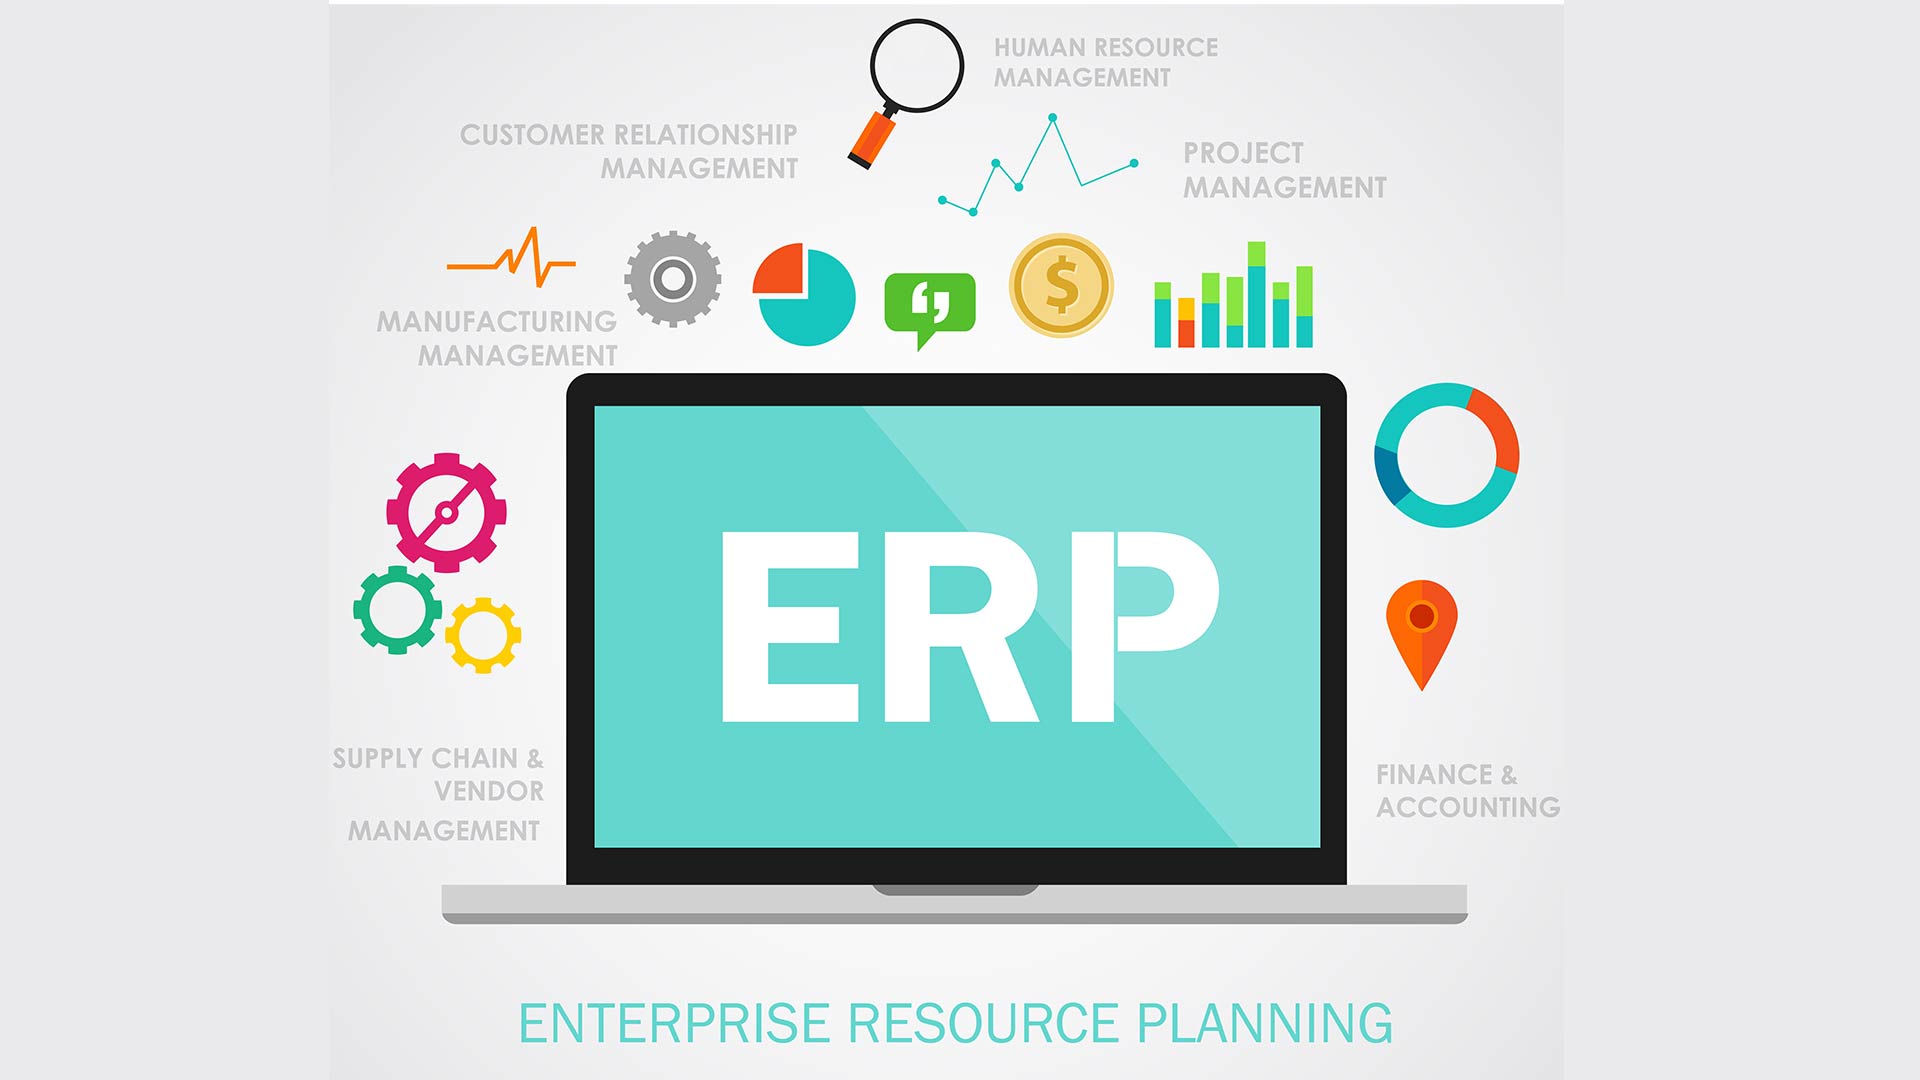 HUMAN RESOURCE
MANAGEMENT
CUSTOMER RELATIONSHIP
MANAGEMENT
PROJECT
MANAGEMENT
$
MANUFACTURING
MANAGEMENT
ERP
SUPPLY CHAIN &
VENDOR
MANAGEMENT
FINANCE &
ACCOUNTING
ENTERPRISE RESOURCE PLANNING